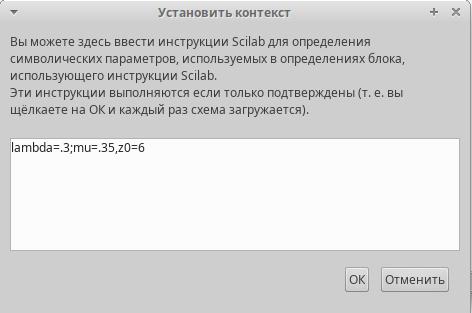 Установить контекст
Вы можете здесь ввести инструкции Scilab для определения
символических параметров, используемых в определениях блока,
использующего инструкции Scilab.
Эти инструкции выполняются если только подтверждены (т. е. вы
щёлкаете на ОК и каждый раз схема загружается).
lambda=.3;mu=.35,z0=6
OK
Отменить